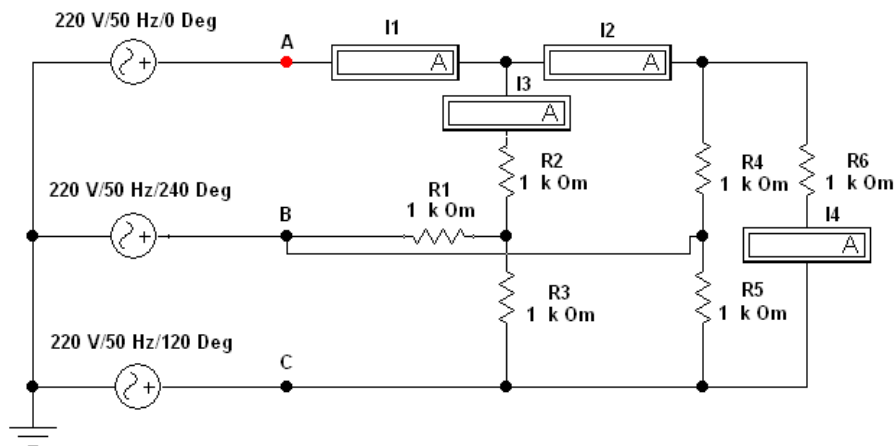 220 V/50 Hz/0 Deg
A
I1
A
I2
A
I3
A
R2
1 k Om
R4
1 k Om
R6
1 k Om
220 V/50 Hz/240 Deg
B
R1
1 k Om
I4
A
R3
1 k Om
R5
1 k Om
220 V/50 Hz/120 Deg
C